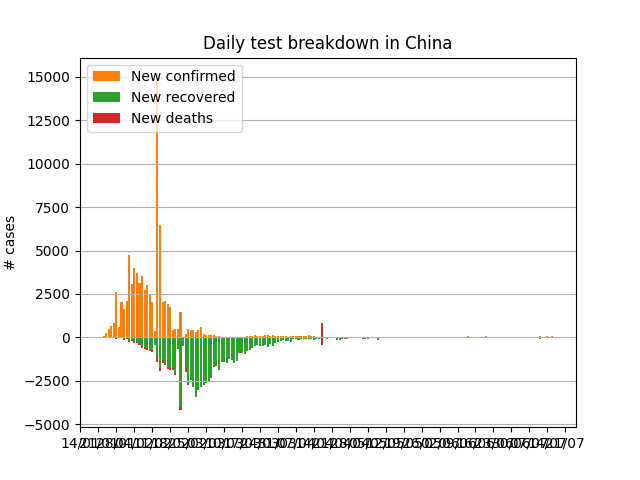 Daily test breakdown in China
New confirmed
New recovered
New deaths
15000
12500
10000
7500
5000
2500
0
−2500
−5000
# cases